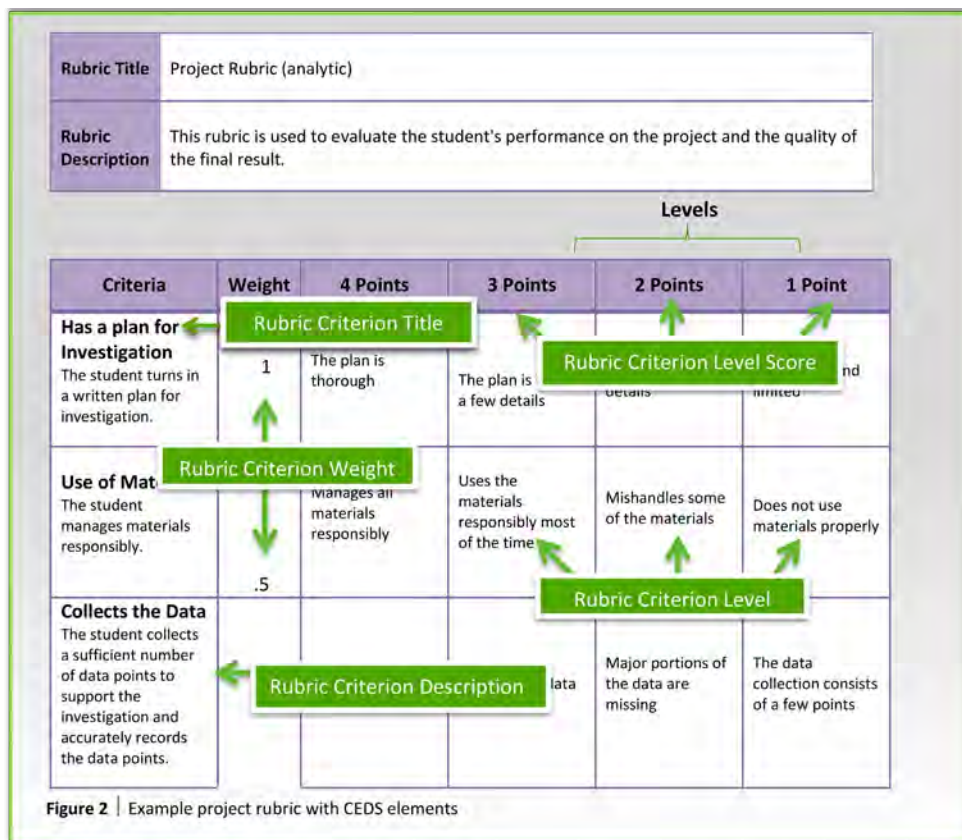 Rubric Title
Project Rubric (analytic)
Rubric
Description
This rubric is used to evaluate the student's performance on the project and the quality of
the final result.
Levels
Criteria
Weight
4 Points
3 Points
2 Points
1 Point
Has a plan for
Investigation
The student turns in
a written plan for
investigation.
Rubric Criterion Title
1
The plan is
thorough
The plan is
a few details
details
limited
Rubric Criterion Level Score
Rubric Criterion Weight
Use of
The student
manages materials
responsibly.
.5
Manages all
materials
responsibly
Uses the
materials
responsibly most
of the time
Mishandles some
of the materials
Does not use
materials properly
Rubric Criterion Level
Collects the Data
The student collects
a sufficient number
of data points to
support the
investigation and
accurately records
the data points.
Rubric Criterion Description
data
Major portions of
the data are
missing
The data
collection consists
of a few points
Figure 2 | Example project rubric with CEDS elements